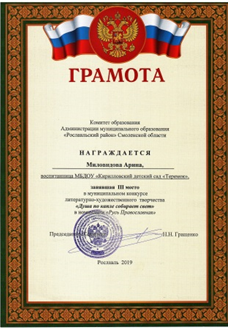 ГРАМОТА
Комитет образования
Администрации муниципального образования
«Рославльский район» Смоленской области
НАГРАЖДАЕТСЯ
Миловидова Арина,
воспитанница МБДОУ «Кирилловский детский сад «Теремок»,
занявшая III место
в муниципальном конкурсе
литературно-художественного творчества
«Душа по капле собирает свет»
в номинации «Русь Православная»
Председатель П.Н. Грищенко
Рославль 2019